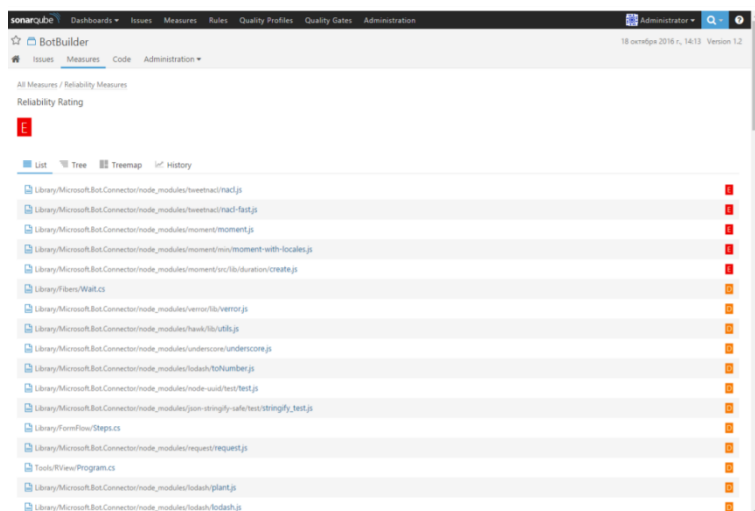 sonarqube Dashboards Issues Measures Rules Quality Profiles Quality Gates Administration Administrator ?
BotBuilder 18 октября 2016 г., 14:13 Version 1.2
Issues Measures Code Administration
All Measures / Reliability Measures
Reliability Rating
E
List Tree Treemap History
Library/Microsoft.Bot.Connector/node_modules/tweetnacl/nacl.js E
Library/Microsoft.Bot.Connector/node_modules/tweetnacl/nacl-fast.js E
Library/Microsoft.Bot.Connector/node_modules/moment/moment.js E
Library/Microsoft.Bot.Connector/node_modules/moment/min/moment-with-locales.js E
Library/Microsoft.Bot.Connector/node_modules/moment/src/lib/duration/create.js E
Library/Fibers/Wait.cs D
Library/Microsoft.Bot.Connector/node_modules/verror/lib/verror.js D
Library/Microsoft.Bot.Connector/node_modules/hawk/lib/utils.js D
Library/Microsoft.Bot.Connector/node_modules/underscore/underscore.js D
Library/Microsoft.Bot.Connector/node_modules/lodash/toNumber.js D
Library/Microsoft.Bot.Connector/node_modules/node-uuid/test/test.js D
Library/Microsoft.Bot.Connector/node_modules/json-stringify-safe/test/stringify_test.js D
Library/FormFlow/Steps.cs D
Library/Microsoft.Bot.Connector/node_modules/request/request.js D
Tools/RView/Program.cs D
Library/Microsoft.Bot.Connector/node_modules/lodash/plant.js D
Library/Microsoft.Bot.Connector/node_modules/lodash/lodash.js D